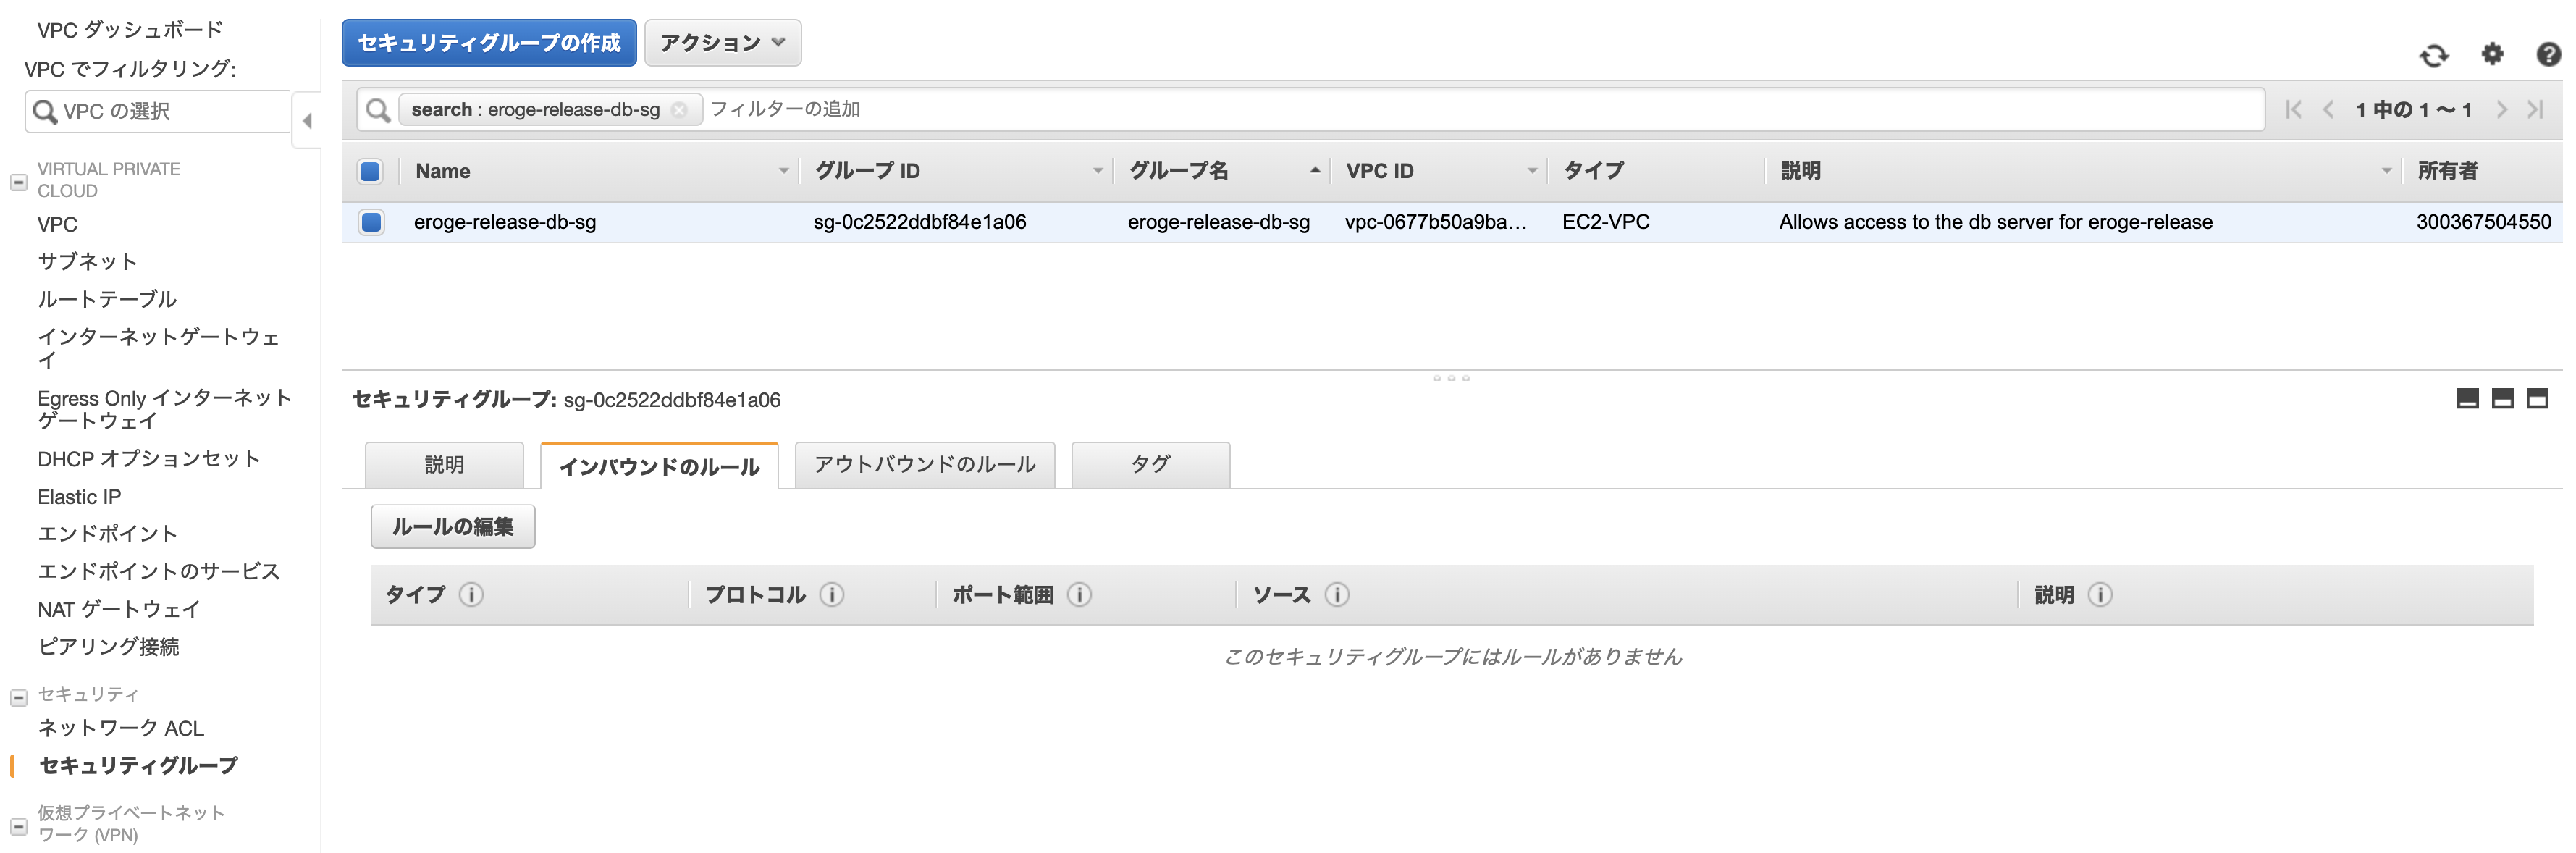 VPC ダッシュボード
VPC でフィルタリング:
VPC の選択
VIRTUAL PRIVATE
CLOUD
VPC
サブネット
ルートテーブル
インターネットゲートウェ
イ
Egress Only インターネット
ゲートウェイ
DHCP オプションセット
Elastic IP
エンドポイント
エンドポイントのサービス
NAT ゲートウェイ
ピアリング接続
セキュリティ
ネットワーク ACL
セキュリティグループ
仮想プライベートネット
ワーク (VPN)
セキュリティグループの作成 アクション
search : eroge-release-db-sg フィルターの追加 1 中の 1 〜 1
Name グループ ID グループ名 VPC ID タイプ 説明 所有者
eroge-release-db-sg sg-0c2522ddbf84e1a06 eroge-release-db-sg vpc-0677b50a9ba... EC2-VPC Allows access to the db server for eroge-release 300367504550
セキュリティグループ: sg-0c2522ddbf84e1a06
説明 インバウンドのルール アウトバウンドのルール タグ
ルールの編集
タイプ プロトコル ポート範囲 ソース 説明
このセキュリティグループにはルールがありません